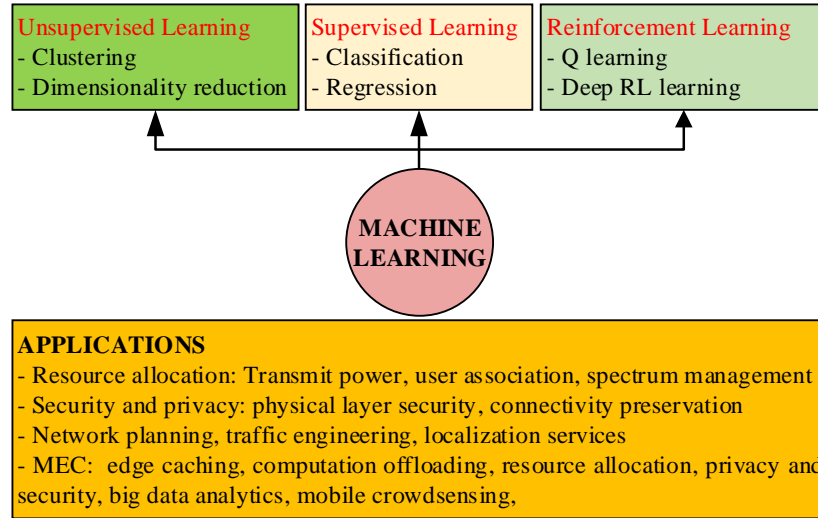 Unsupervised Learning
- Clustering
- Dimensionality reduction
Supervised Learning
- Classification
- Regression
Reinforcement Learning
- Q learning
- Deep RL learning
MACHINE
LEARNING
APPLICATIONS
- Resource allocation: Transmit power, user association, spectrum management
- Security and privacy: physical layer security, connectivity preservation
- Network planning, traffic engineering, localization services
- MEC: edge caching, computation offloading, resource allocation, privacy and
security, big data analytics, mobile crowdsensing,